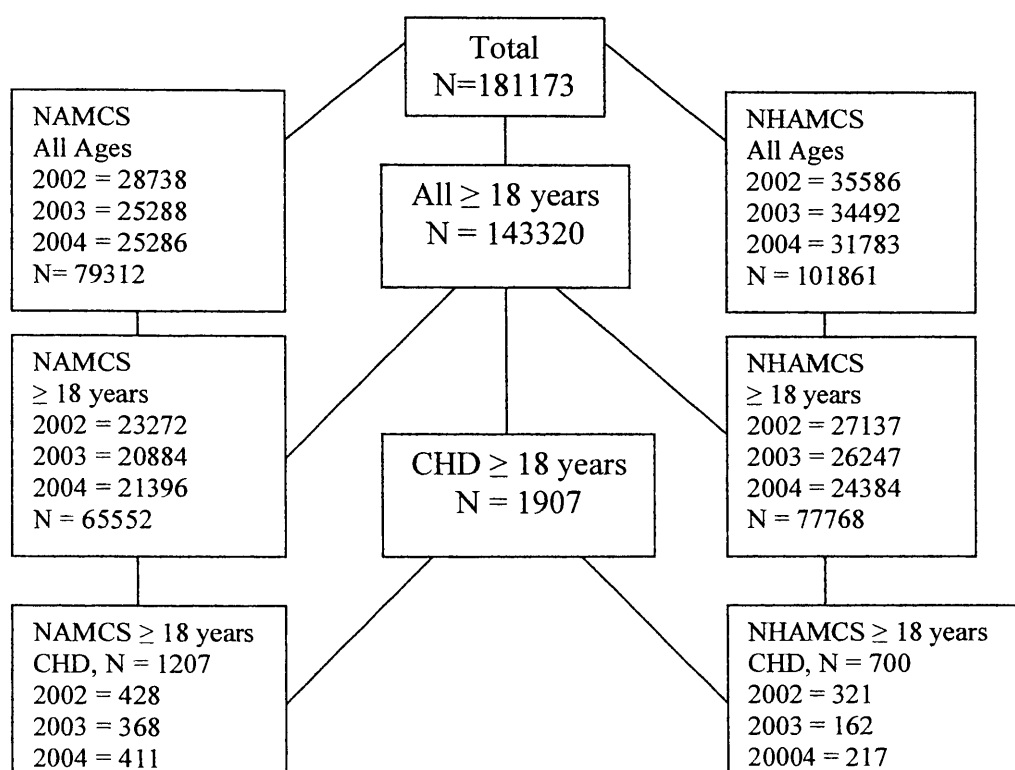 Total
N=181173
NAMCS
All Ages
2002 = 28738
2003 = 25288
2004 = 25286
N= 79312
All ≥ 18 years
N = 143320
NHAMCS
All Ages
2002 = 35586
2003 = 34492
2004 = 31783
N = 101861
NAMCS
≥ 18 years
2002 = 23272
2003 = 20884
2004 = 21396
N = 65552
CHD ≥ 18 years
N = 1907
NHAMCS
≥ 18 years
2002 = 27137
2003 = 26247
2004 = 24384
N = 77768
NAMCS ≥ 18 years
CHD, N = 1207
2002 = 428
2003 = 368
2004 = 411
NHAMCS ≥ 18 years
CHD, N = 700
2002 = 321
2003 = 162
20004 = 217